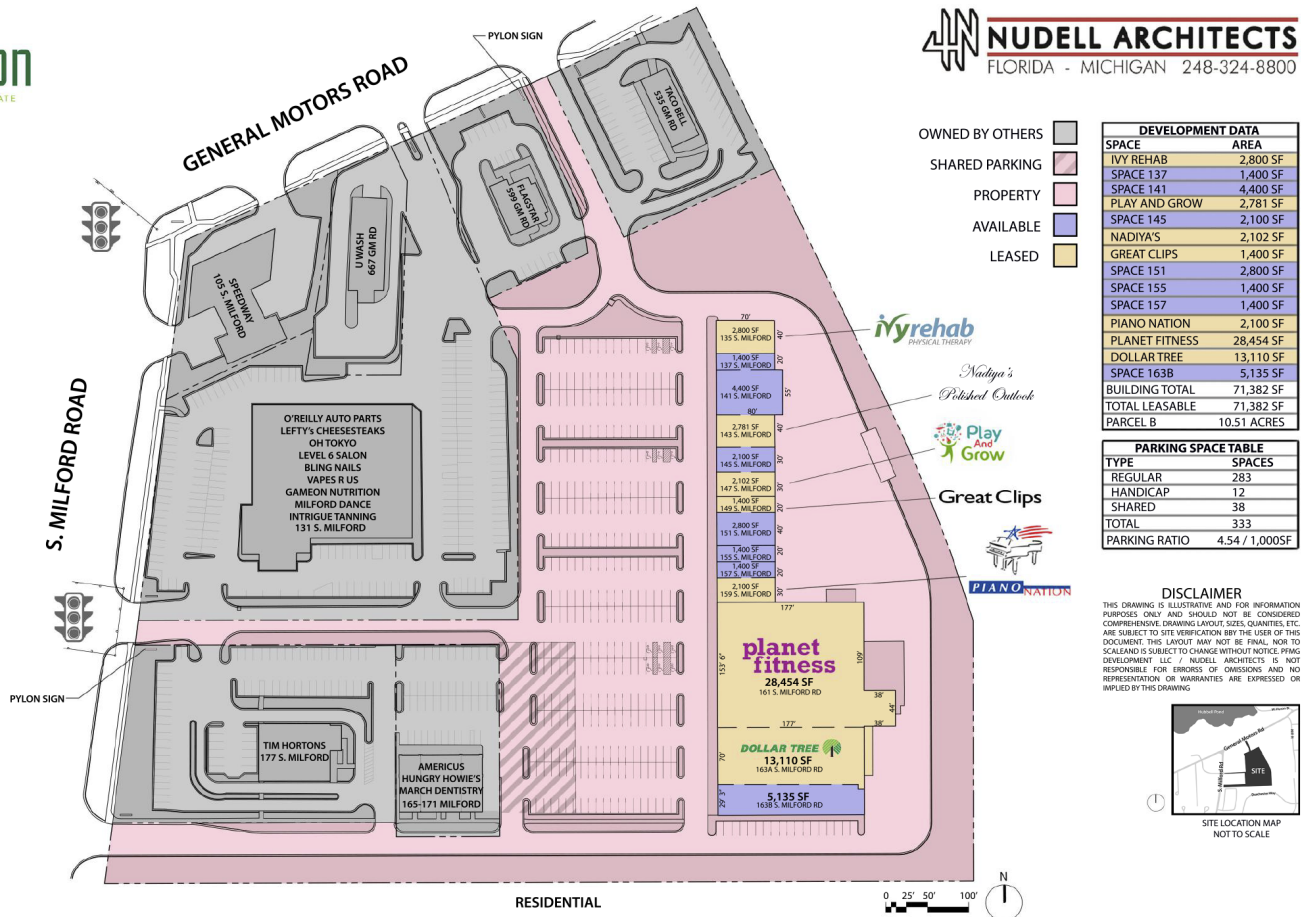 on
ATE
NUDELL ARCHITECTS
FLORIDA - MICHIGAN 248-324-8800
GENERAL MOTORS ROAD
S. MILFORD ROAD
PYLON SIGN
TACO BELL
535 GM RD
FLAGSTAR
599 GM RD
U WASH
667 GM RD
SPEEDWAY
105 S. MILFORD
O'REILLY AUTO PARTS
LEFTY's CHEESESTEAKS
OH TOKYO
LEVEL 6 SALON
BLING NAILS
VAPES R US
GAMEON NUTRITION
MILFORD DANCE
INTRIGUE TANNING
131 S. MILFORD
PYLON SIGN
TIM HORTONS
177 S. MILFORD
AMERICUS
HUNGRY HOWIE'S
MARCH DENTISTRY
165-171 MILFORD
RESIDENTIAL
70'
2,800 SF
135 S. MILFORD
40'
1,400 SF
137 S. MILFORD
20'
4,400 SF
141 S. MILFORD
55'
80'
2,781 SF
143 S. MILFORD
40'
2,100 SF
145 S. MILFORD
30'
2,102 SF
147 S. MILFORD
30'
1,400 SF
149 S. MILFORD
20'
2,800 SF
151 S. MILFORD
40'
1,400 SF
155 S. MILFORD
20'
1,400 SF
157 S. MILFORD
20'
2,100 SF
159 S. MILFORD
30'
177'
planet
fitness
28,454 SF
161 S. MILFORD RD
153' 6"
109'
38'
44'
38'
177'
DOLLAR TREE
13,110 SF
163A S. MILFORD RD
70'
5,135 SF
163B S. MILFORD RD
29' 3"
ivyrehab
PHYSICAL THERAPY
Nadiya's
Polished Outlook
Play
And
Grow
Great Clips
PIANO NATION
OWNED BY OTHERS
SHARED PARKING
PROPERTY
AVAILABLE
LEASED
DEVELOPMENT DATA
SPACE AREA
IVY REHAB 2,800 SF
SPACE 137 1,400 SF
SPACE 141 4,400 SF
PLAY AND GROW 2,781 SF
SPACE 145 2,100 SF
NADIYA'S 2,102 SF
GREAT CLIPS 1,400 SF
SPACE 151 2,800 SF
SPACE 155 1,400 SF
SPACE 157 1,400 SF
PIANO NATION 2,100 SF
PLANET FITNESS 28,454 SF
DOLLAR TREE 13,110 SF
SPACE 163B 5,135 SF
BUILDING TOTAL 71,382 SF
TOTAL LEASABLE 71,382 SF
PARCEL B 10.51 ACRES
PARKING SPACE TABLE
TYPE SPACES
REGULAR 283
HANDICAP 12
SHARED 38
TOTAL 333
PARKING RATIO 4.54 / 1,000SF
DISCLAIMER
THIS DRAWING IS ILLUSTRATIVE AND FOR INFORMATION
PURPOSES ONLY AND SHOULD NOT BE CONSIDERED
COMPREHENSIVE. DRAWING LAYOUT, SIZES, QUANTITIES, ETC.
ARE SUBJECT TO SITE VERIFICATION BBY THE USER OF THIS
DOCUMENT. THIS LAYOUT MAY NOT BE FINAL, NOR TO
SCALEAND IS SUBJECT TO CHANGE WITHOUT NOTICE. PFMG
DEVELOPMENT LLC / NUDELL ARCHITECTS IS NOT
RESPONSIBLE FOR ERRORSS OF OMISSIONS AND NO
REPRESENTATION OR WARRANTIES ARE EXPRESSED OR
IMPLIED BY THIS DRAWING
Hubbell Pond
General Motors Rd
S. Milford Rd
SITE
SITE LOCATION MAP
NOT TO SCALE
0 25' 50' 100'
N